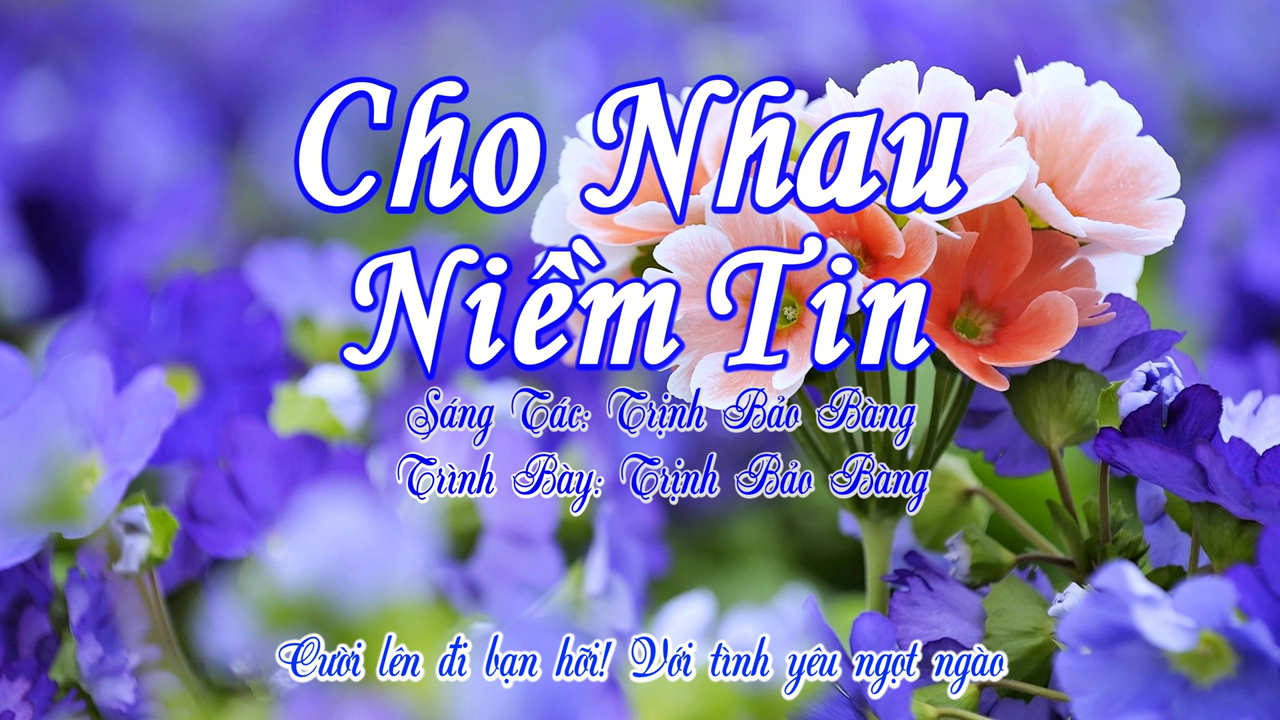 Cho Nhau
Niềm Tin
Sáng Tác: Trịnh Bảo Bàng
Trình Bày: Trịnh Bảo Bàng
Cười lên đi bạn hỡi! Với tình yêu ngọt ngào